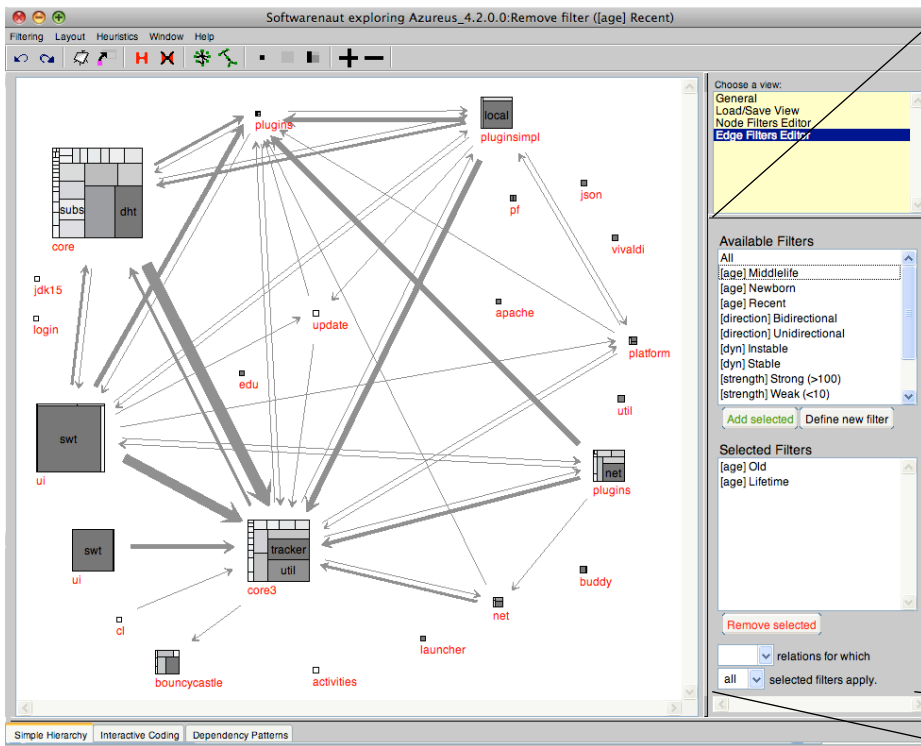 Softwarenaut exploring Azureus_4.2.0.0:Remove filter ([age] Recent)
Filtering Layout Heuristics Window Help
H
Choose a view:
General
Load/Save View
Node Filters Editor
Edge Filters Editor
plugins
local
pluginsimpl
subs
dht
core
json
pf
vivaldi
jdk15
login
apache
update
platform
edu
util
swt
ui
net
plugins
tracker
util
core3
swt
ui
buddy
net
cl
launcher
bouncycastle
activities
Available Filters
All
[age] Middlelife
[age] Newborn
[age] Recent
[direction] Bidirectional
[direction] Unidirectional
[dyn] Instable
[dyn] Stable
[strength] Strong (>100)
[strength] Weak (<10)
Add selected Define new filter
Selected Filters
[age] Old
[age] Lifetime
Remove selected
relations for which
all selected filters apply.
Simple Hierarchy Interactive Coding Dependency Patterns